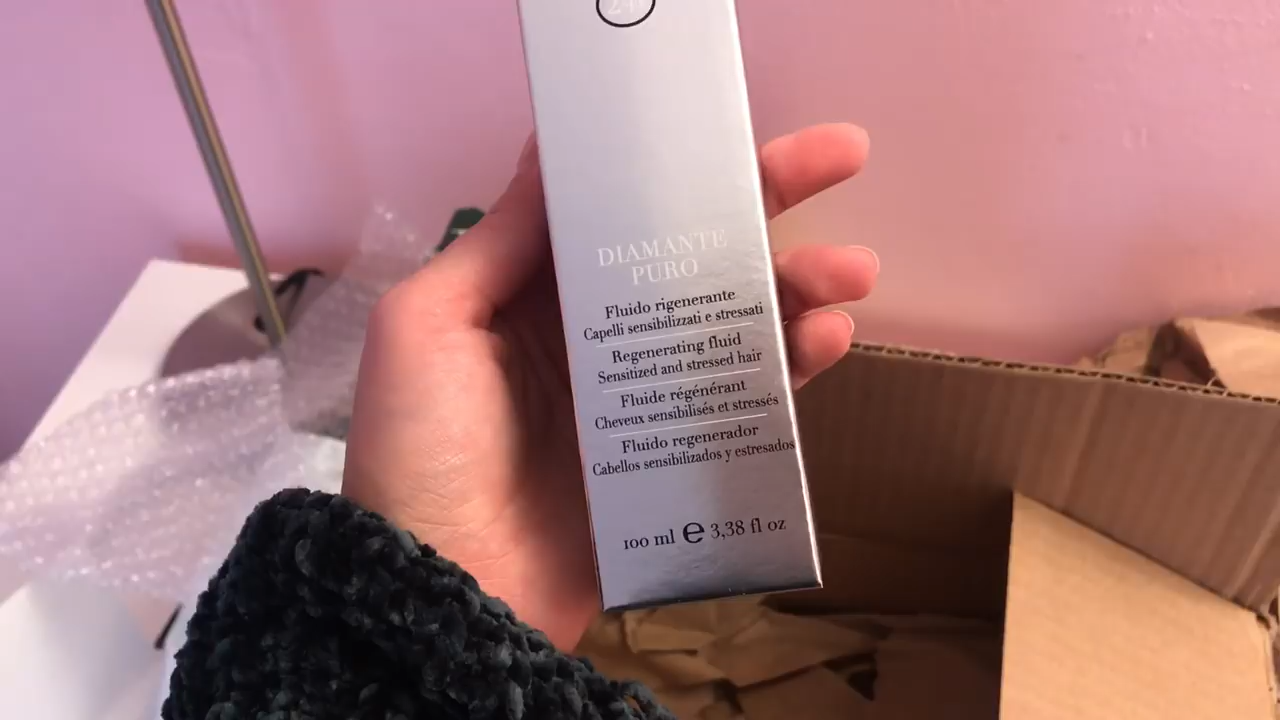 DIAMANTE
PURO
Fluido rigenerante
Capelli sensibilizzati e stressati
Regenerating fluid
Sensitized and stressed hair
Fluide régénérant
Cheveux sensibilisés et stressés
Fluido regenerador
Cabellos sensibilizados y estresados
100 ml e 3,38 fl oz